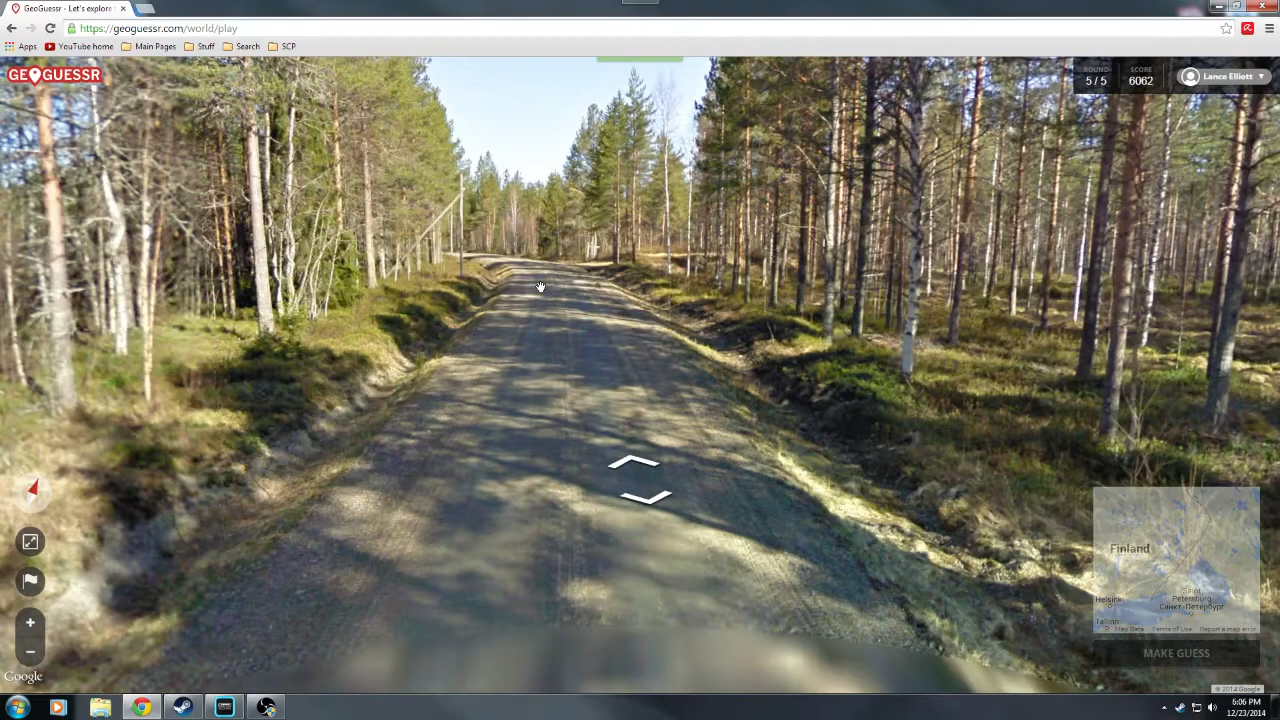 GeoGuessr - Let's explore
https://geoguessr.com/world/play
Apps
YouTube home
Main Pages
Stuff
Search
SCP
GEOGUESSR
ROUND
5 / 5
SCORE
6062
Lance Elliott
Finland
Saint
Petersburg
Санкт-Петербург
Helsinki
Tallinn
Map Data
Terms of Use
Report a map error
MAKE GUESS
Google
© 2014 Google
6:06 PM
12/23/2014